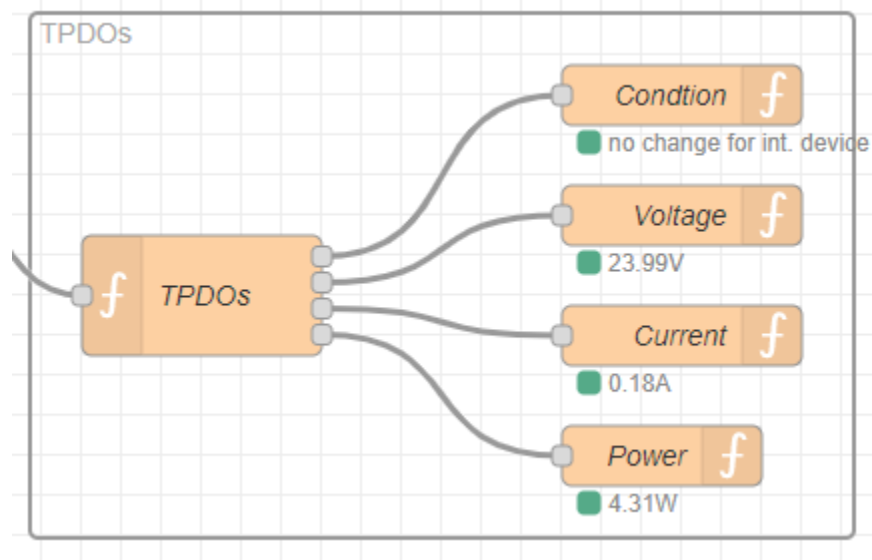 TPDOs
Condtion
no change for int. device
Voltage
23.99V
TPDOs
Current
0.18A
Power
4.31W